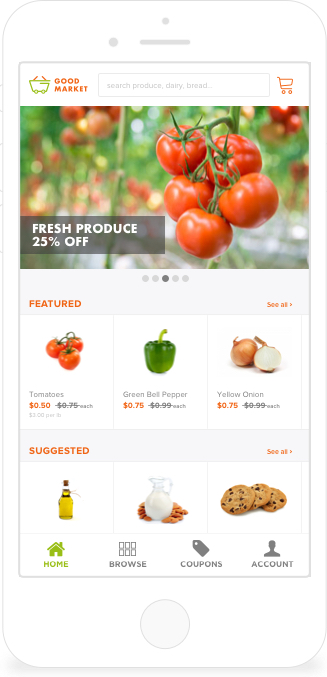 GOOD
MARKET
search produce, dairy, bread..
FRESH PRODUCE
25% OFF
FEATURED
See all >
Tomatoes
$0.50 $0.75 each
$2.00 per lb
Green Bell Pepper
$0.75 $0.99 each
Yellow Onion
$0.75 $0.99 each
SUGGESTED
See all >
HOME
BROWSE
COUPONS
ACCOUNT